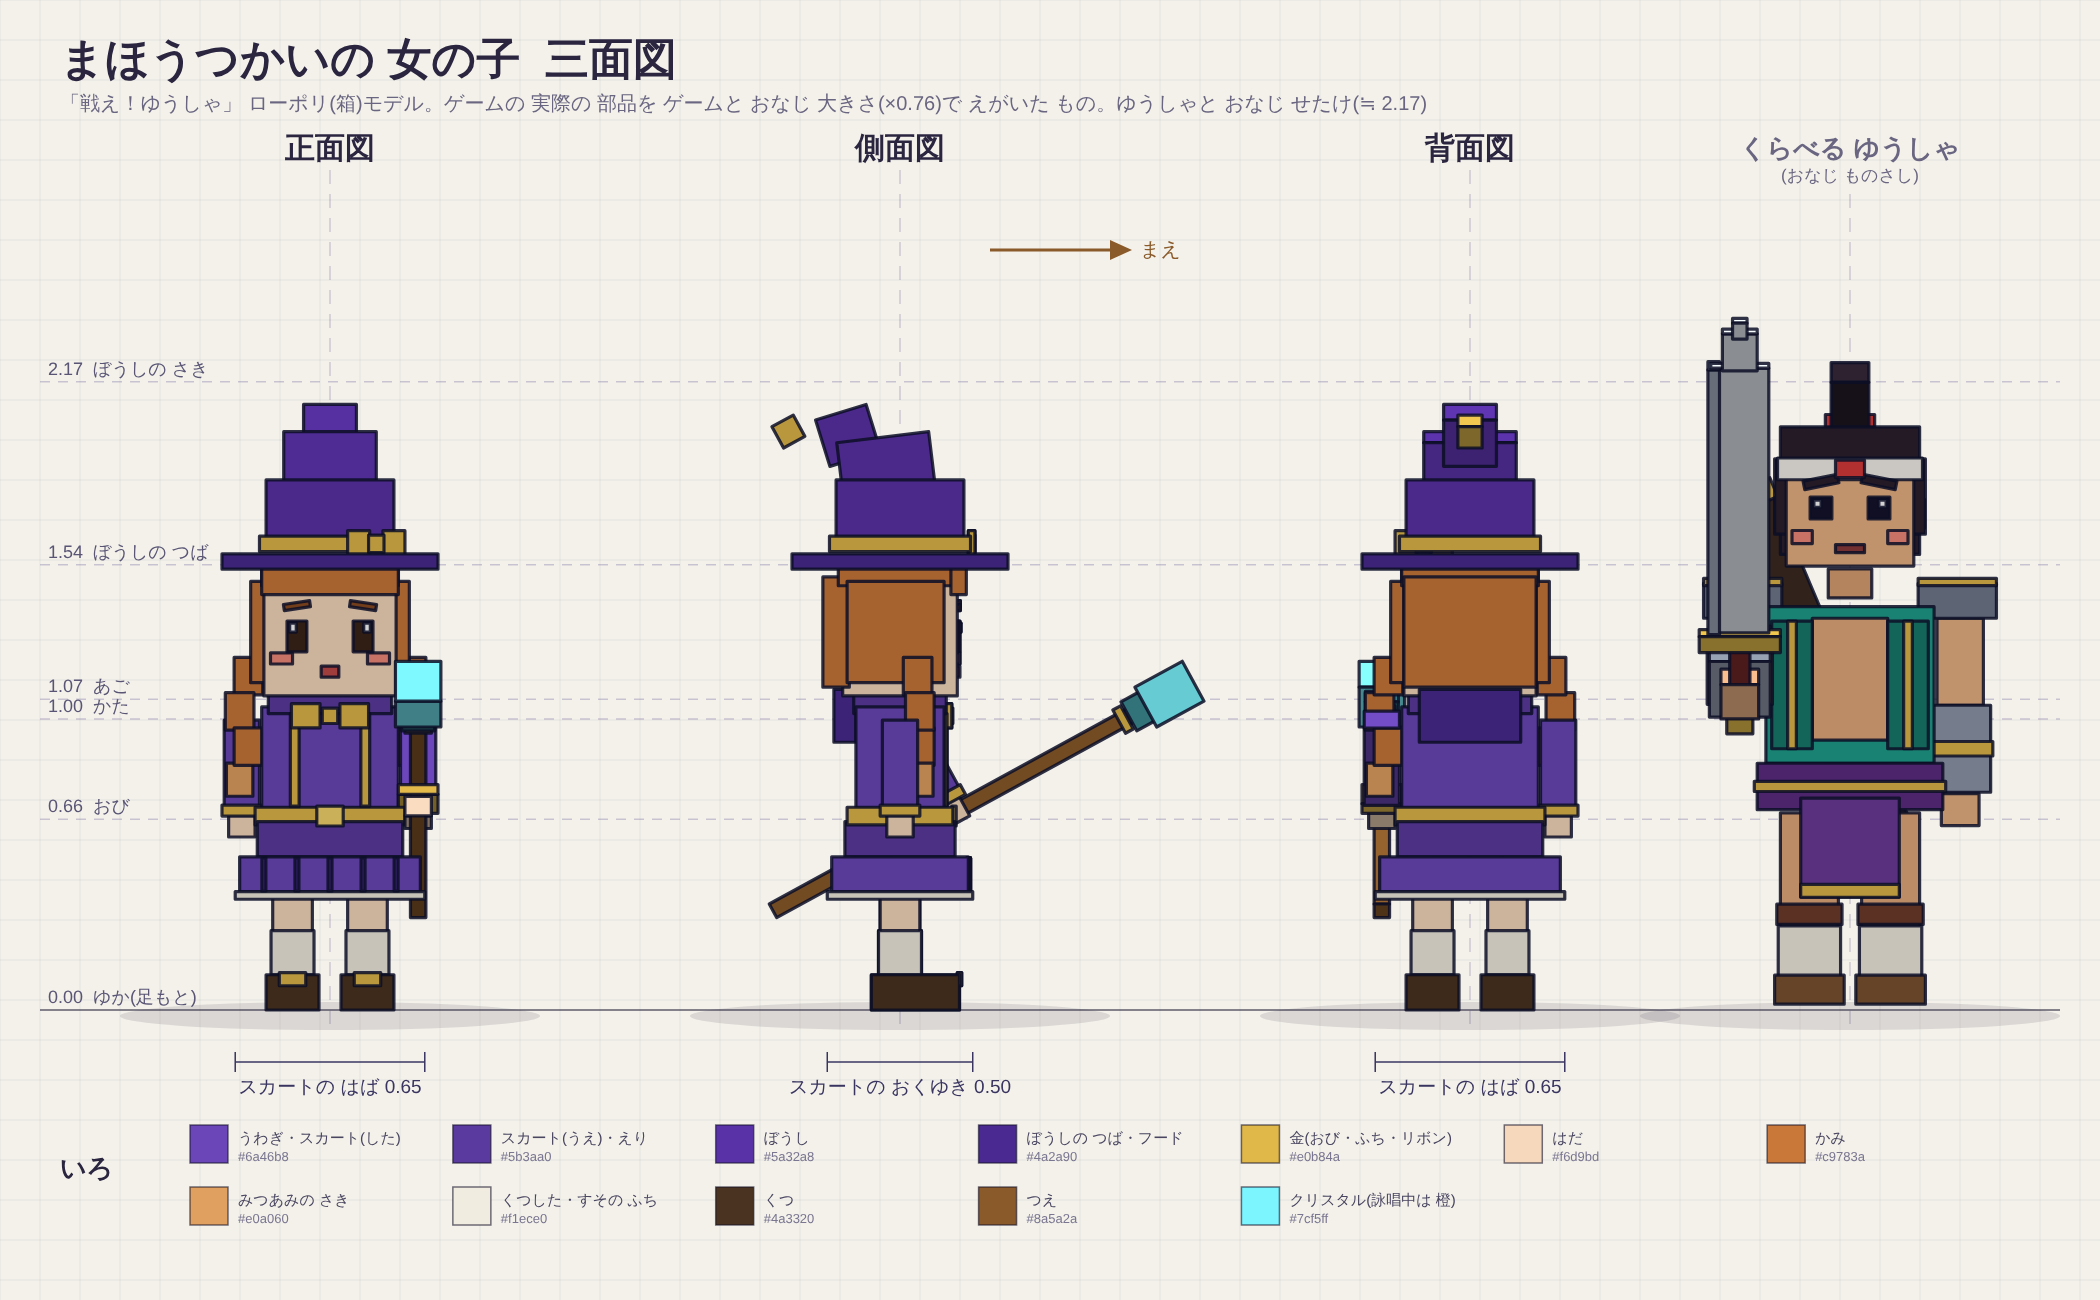 まほうつかいの 女の子 三面図
「戦え！ゆうしゃ」 ローポリ(箱)モデル。ゲームの 実際の 部品を ゲームと おなじ 大きさ(×0.76)で えがいた もの。ゆうしゃと おなじ せたけ(≒ 2.17)
正面図
側面図
背面図
くらべる ゆうしゃ
(おなじ ものさし)
まえ
2.17 ぼうしの さき
1.54 ぼうしの つば
1.07 あご
1.00 かた
0.66 おび
0.00 ゆか(足もと)
スカートの はば 0.65
スカートの おくゆき 0.50
スカートの はば 0.65
いろ
うわぎ・スカート(した)
#6a46b8
スカート(うえ)・えり
#5b3aa0
ぼうし
#5a32a8
ぼうしの つば・フード
#4a2a90
金(おび・ふち・リボン)
#e0b84a
はだ
#f6d9bd
かみ
#c9783a
みつあみの さき
#e0a060
くつした・すその ふち
#f1ece0
くつ
#4a3320
つえ
#8a5a2a
クリスタル(詠唱中は 橙)
#7cf5ff